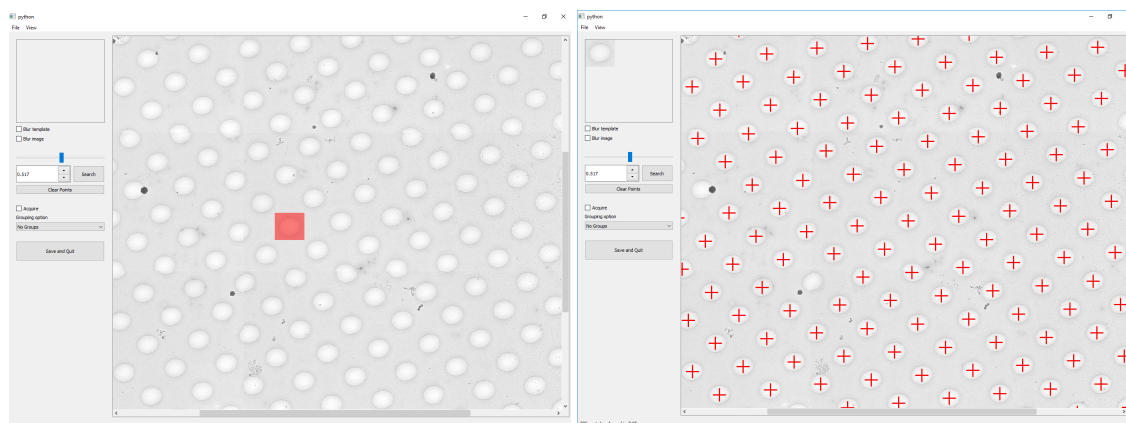 python
File View
Blur template
Blur image
0.517
Search
Clear Points
Acquire
Grouping option
No Groups
Save and Quit
python
File View
Blur template
Blur image
0.517
Search
Clear Points
Acquire
Grouping option
No Groups
Save and Quit